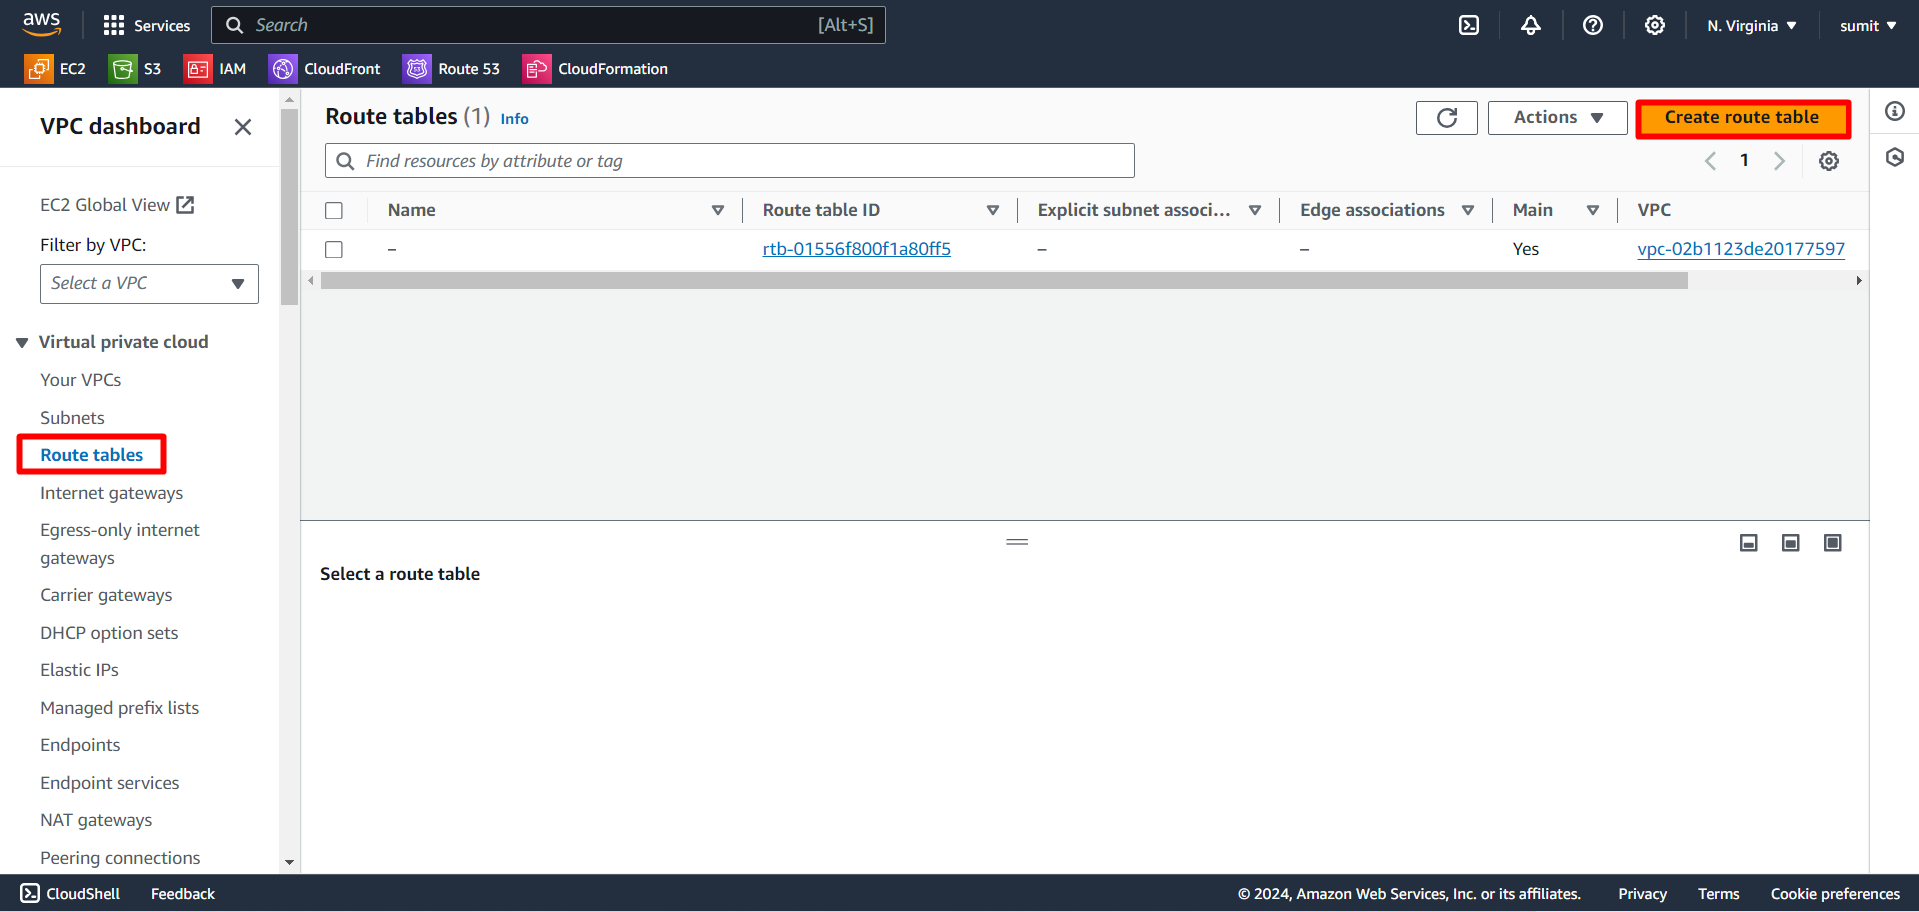 aws
Services
Search [Alt+S]
N. Virginia
sumit
EC2
S3
IAM
CloudFront
Route 53
CloudFormation
VPC dashboard
EC2 Global View
Filter by VPC:
Select a VPC
Virtual private cloud
Your VPCs
Subnets
Route tables
Internet gateways
Egress-only internet
gateways
Carrier gateways
DHCP option sets
Elastic IPs
Managed prefix lists
Endpoints
Endpoint services
NAT gateways
Peering connections
Route tables (1) Info
Actions
Create route table
Find resources by attribute or tag
1
Name Route table ID Explicit subnet associ... Edge associations Main VPC
– rtb-01556f800f1a80ff5 – – Yes vpc-02b1123de20177597
Select a route table
CloudShell Feedback
© 2024, Amazon Web Services, Inc. or its affiliates. Privacy Terms Cookie preferences